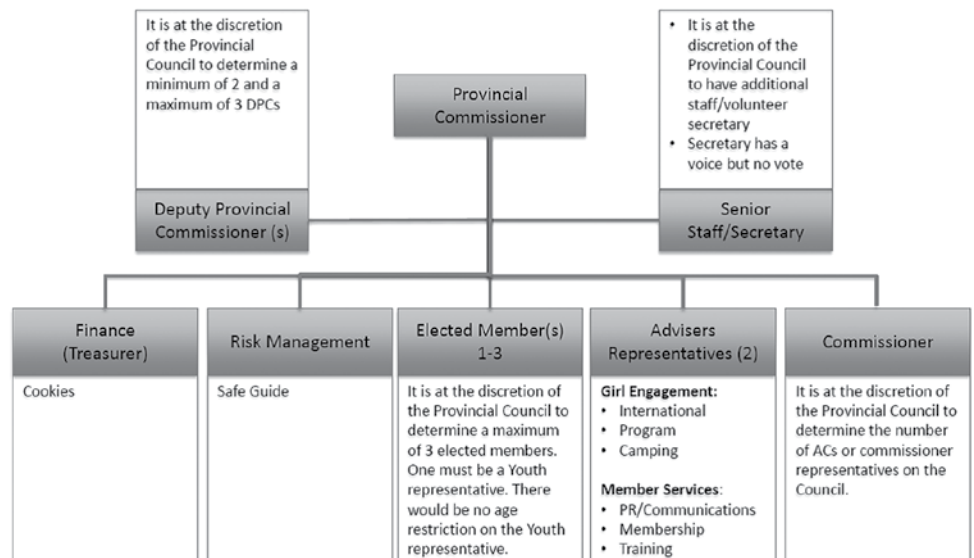 It is at the discretion
of the Provincial
Council to determine a
minimum of 2 and a
maximum of 3 DPCs
Deputy Provincial
Commissioner (s)
Provincial
Commissioner
• It is at the
discretion of the
Provincial Council
to have additional
staff/volunteer
secretary
• Secretary has a
voice but no vote
Senior
Staff/Secretary
Finance
(Treasurer)
Cookies
Risk Management
Safe Guide
Elected Member(s)
1-3
It is at the discretion of
the Provincial Council to
determine a maximum
of 3 elected members.
One must be a Youth
representative. There
would be no age
restriction on the Youth
representative.
Advisers
Representatives (2)
Girl Engagement:
• International
• Program
• Camping
Member Services:
• PR/Communications
• Membership
• Training
Commissioner
It is at the discretion of
the Provincial Council to
determine the number
of ACs or commissioner
representatives on the
Council.